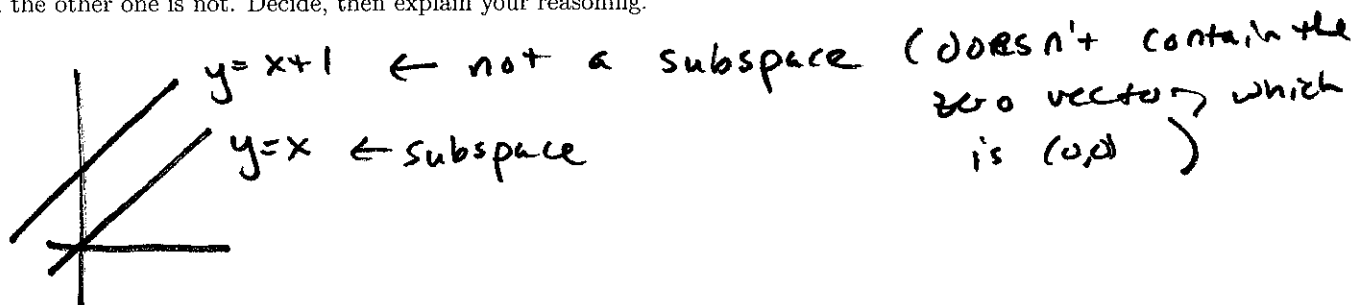 the other one is not. Decide, then explain your reasoning.
y=x+1 ← not a subspace (doesn't contain the
zero vector, which
y=x ← subspace
is (0,0) )